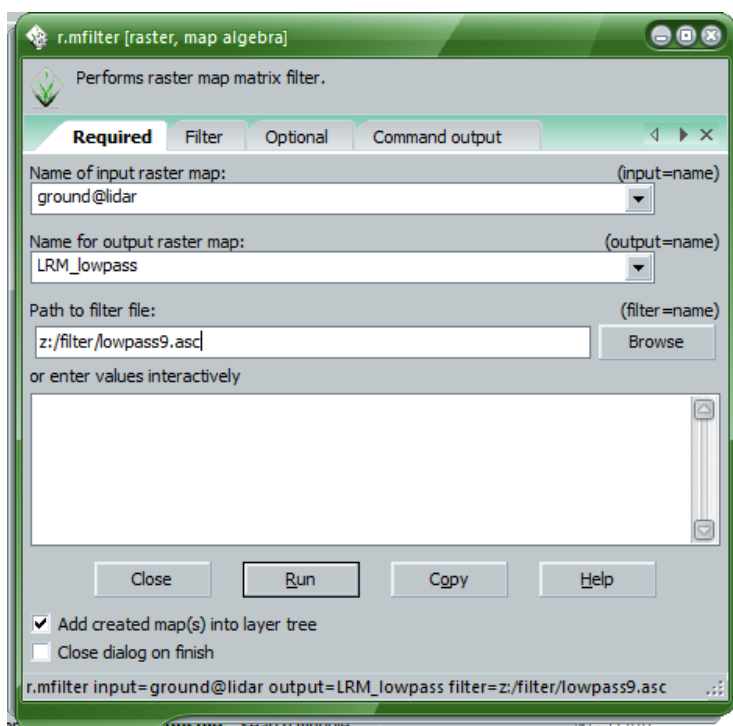 r.mfilter [raster, map algebra]
Performs raster map matrix filter.
Required Filter Optional Command output
Name of input raster map: (input=name)
ground@lidar
Name for output raster map: (output=name)
LRM_lowpass
Path to filter file: (filter=name)
z:/filter/lowpass9.asc Browse
or enter values interactively
Close Run Copy Help
Add created map(s) into layer tree
Close dialog on finish
r.mfilter input=ground@lidar output=LRM_lowpass filter=z:/filter/lowpass9.asc